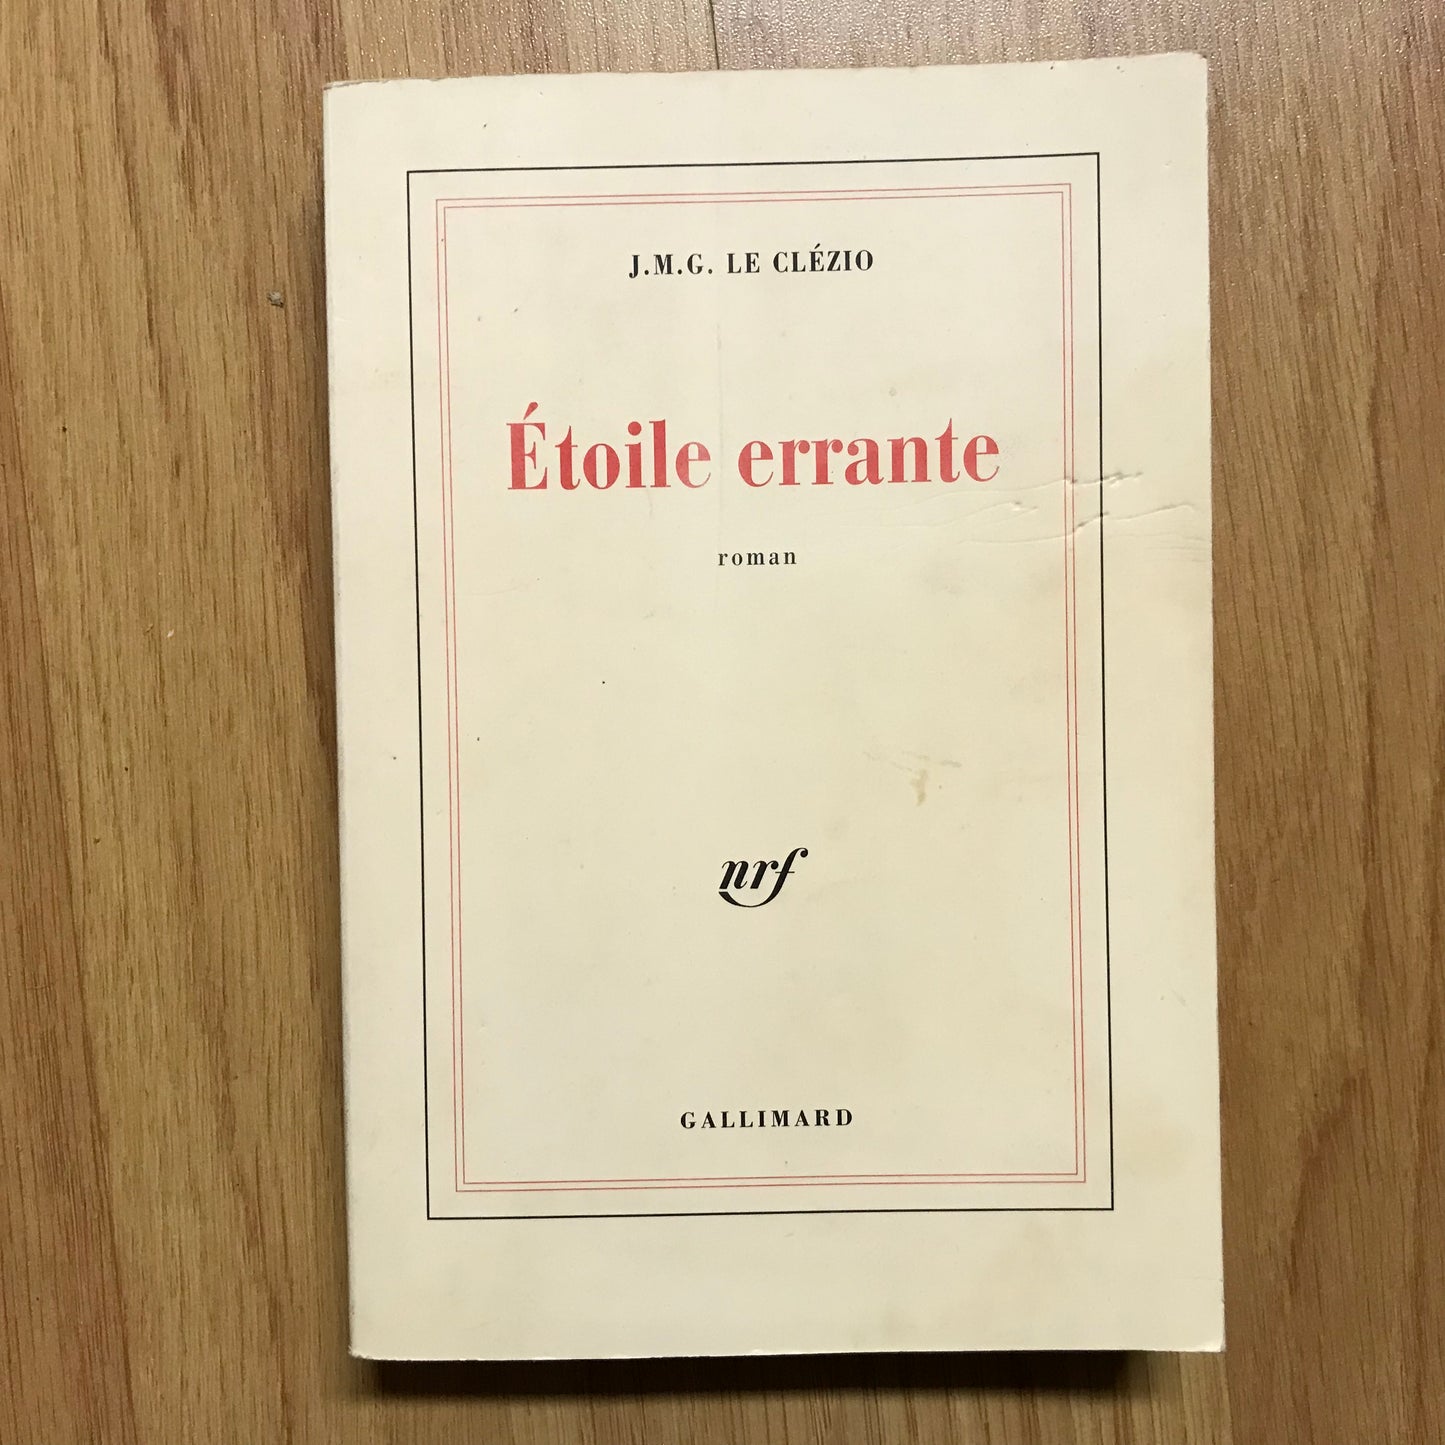 J.M.G. LE CLÉZIO
Étoile errante
roman
nrf
GALLIMARD